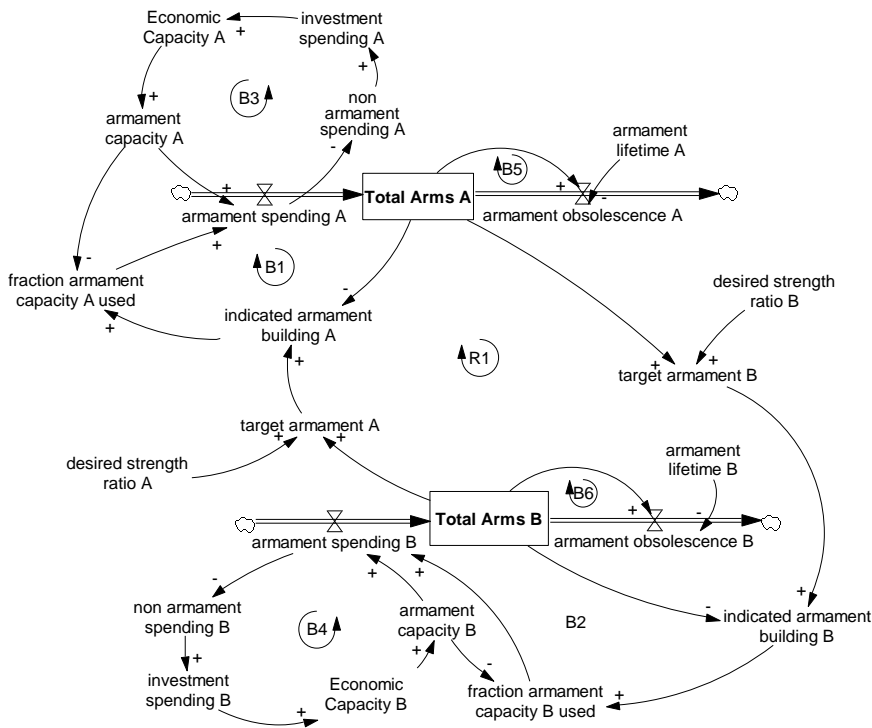 Economic
Capacity A
investment
spending A
+
+
+
B3
non
armament
spending A
armament
capacity A
armament
lifetime A
-
B5
+
+
-
Total Arms A
armament spending A
armament obsolescence A
+
-
B1
-
fraction armament
capacity A used
desired strength
ratio B
+
indicated armament
building A
+
R1
+
+
target armament B
target armament A
+
+
desired strength
ratio A
armament
lifetime B
B6
+
-
Total Arms B
armament spending B
armament obsolescence B
-
+
+
+
non armament
spending B
B4
armament
capacity B
B2
-
indicated armament
building B
+
+
-
investment
spending B
Economic
Capacity B
+
fraction armament
capacity B used
+